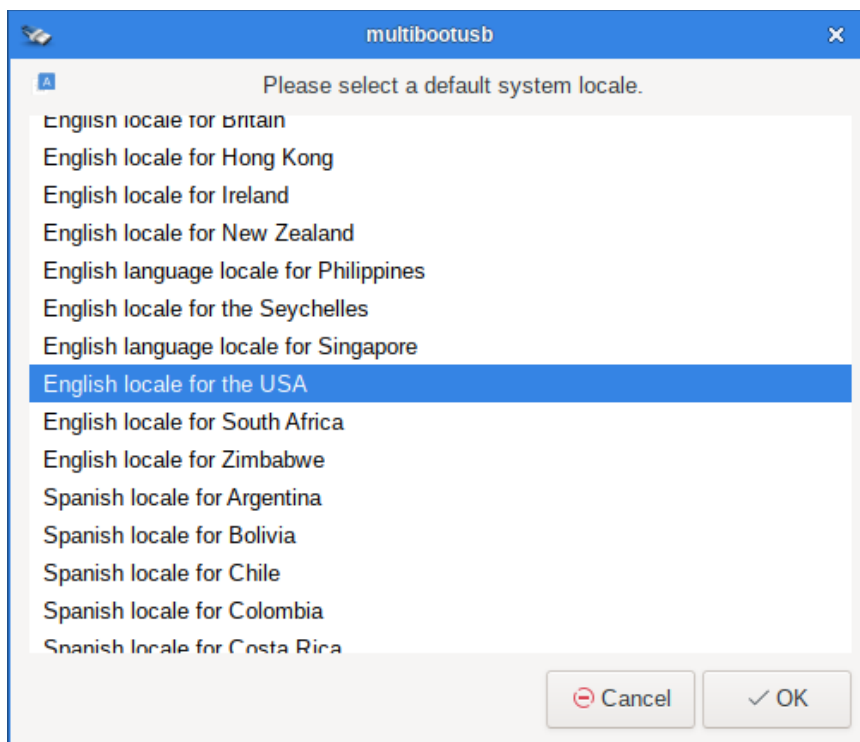 multibootusb
Please select a default system locale.
English locale for Britain
English locale for Hong Kong
English locale for Ireland
English locale for New Zealand
English language locale for Philippines
English locale for the Seychelles
English language locale for Singapore
English locale for the USA
English locale for South Africa
English locale for Zimbabwe
Spanish locale for Argentina
Spanish locale for Bolivia
Spanish locale for Chile
Spanish locale for Colombia
Spanish locale for Costa Rica
Cancel OK